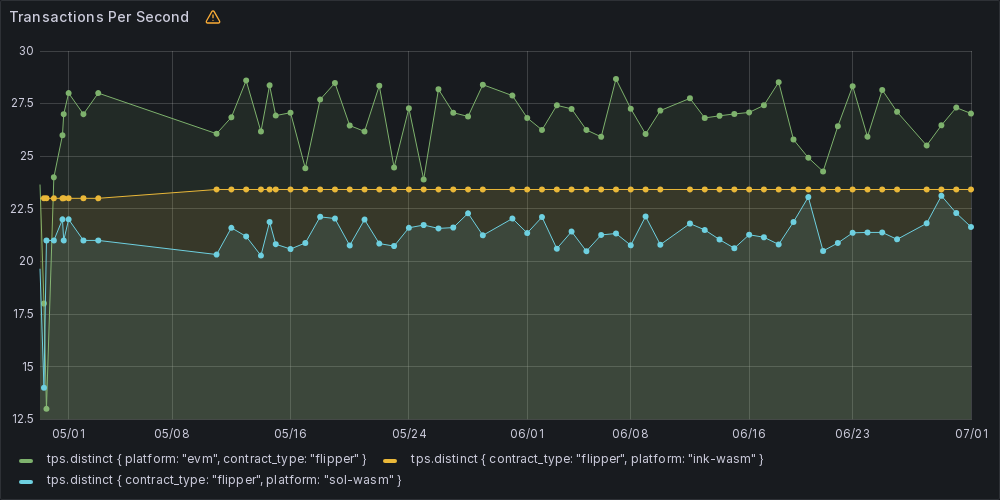 Transactions Per Second
30
27.5
25
22.5
20
17.5
15
12.5
05/01 05/08 05/16 05/24 06/01 06/08 06/16 06/23 07/01
tps.distinct { platform: "evm", contract_type: "flipper" } tps.distinct { contract_type: "flipper", platform: "ink-wasm" }
tps.distinct { contract_type: "flipper", platform: "sol-wasm" }